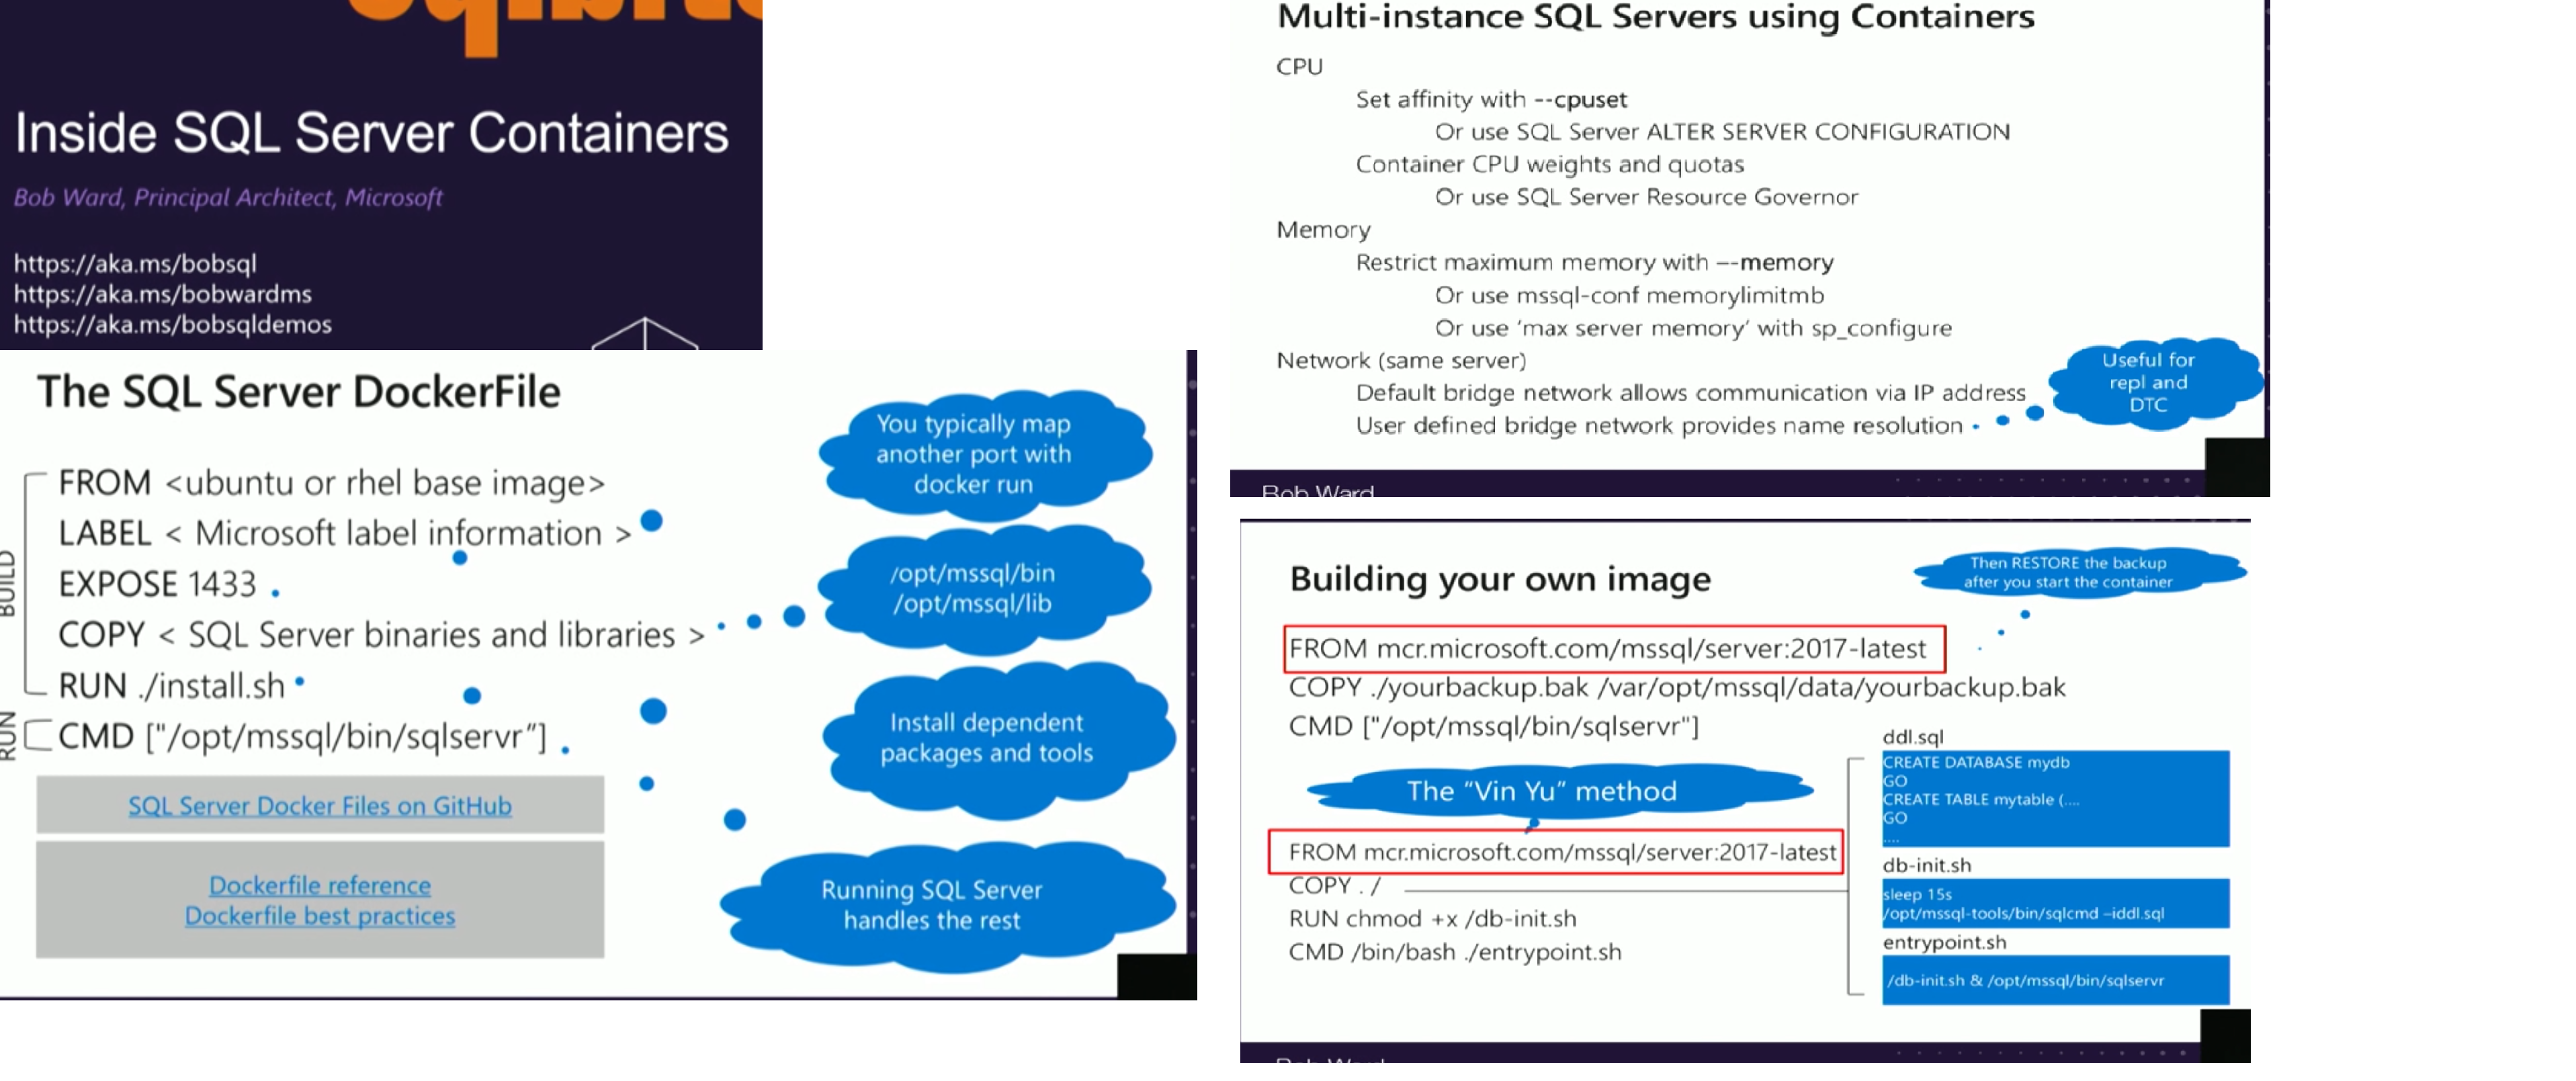 Inside SQL Server Containers
Bob Ward, Principal Architect, Microsoft
https://aka.ms/bobsql
https://aka.ms/bobwardms
https://aka.ms/bobsqldemos
The SQL Server DockerFile
BUILD
FROM <ubuntu or rhel base image>
LABEL < Microsoft label information >
EXPOSE 1433
COPY < SQL Server binaries and libraries >
RUN ./install.sh
RUN
CMD ["/opt/mssql/bin/sqlservr"]
SQL Server Docker Files on GitHub
Dockerfile reference
Dockerfile best practices
You typically map
another port with
docker run
/opt/mssql/bin
/opt/mssql/lib
Install dependent
packages and tools
Running SQL Server
handles the rest
Multi-instance SQL Servers using Containers
CPU
Set affinity with --cpuset
Or use SQL Server ALTER SERVER CONFIGURATION
Container CPU weights and quotas
Or use SQL Server Resource Governor
Memory
Restrict maximum memory with --memory
Or use mssql-conf memorylimitmb
Or use ‘max server memory’ with sp_configure
Network (same server)
Default bridge network allows communication via IP address
User defined bridge network provides name resolution
Useful for
repl and
DTC
Bob Ward
Building your own image
Then RESTORE the backup
after you start the container
FROM mcr.microsoft.com/mssql/server:2017-latest
COPY ./yourbackup.bak /var/opt/mssql/data/yourbackup.bak
CMD ["/opt/mssql/bin/sqlservr"]
The “Vin Yu” method
FROM mcr.microsoft.com/mssql/server:2017-latest
COPY . /
RUN chmod +x /db-init.sh
CMD /bin/bash ./entrypoint.sh
ddl.sql
CREATE DATABASE mydb
GO
CREATE TABLE mytable (....
GO
....
db-init.sh
sleep 15s
/opt/mssql-tools/bin/sqlcmd –iddl.sql
entrypoint.sh
/db-init.sh & /opt/mssql/bin/sqlservr